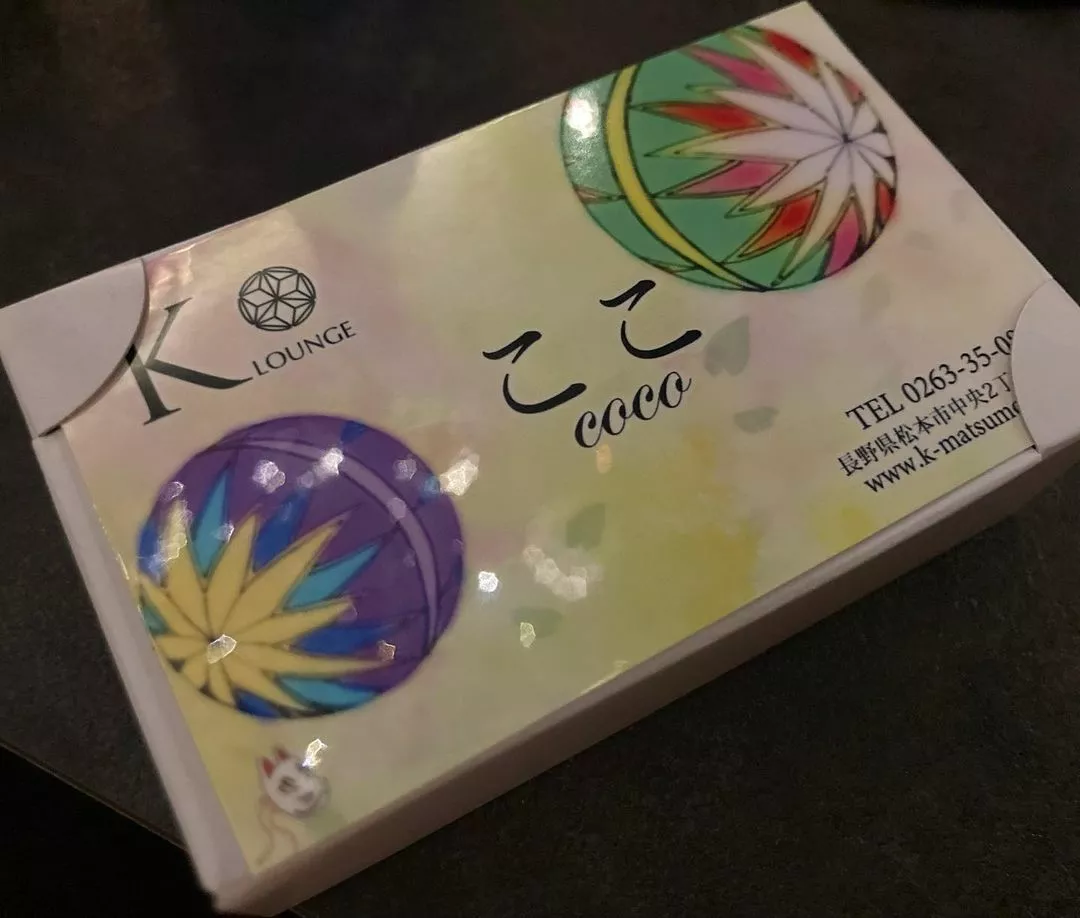 K LOUNGE
ここ
coco
TEL 0263-35-0
長野県松本市中央2丁
www.k-matsumo